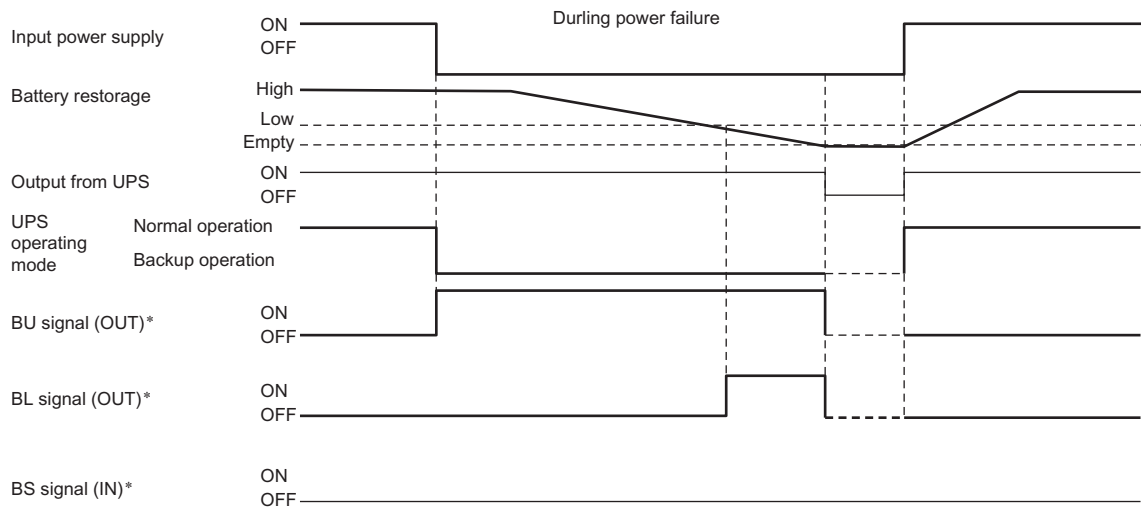 Durling power failure
Input power supply
ON
OFF
Battery restorage
High
Low
Empty
Output from UPS
ON
OFF
UPS
operating
mode
Normal operation
Backup operation
BU signal (OUT)*
ON
OFF
BL signal (OUT)*
ON
OFF
BS signal (IN)*
ON
OFF